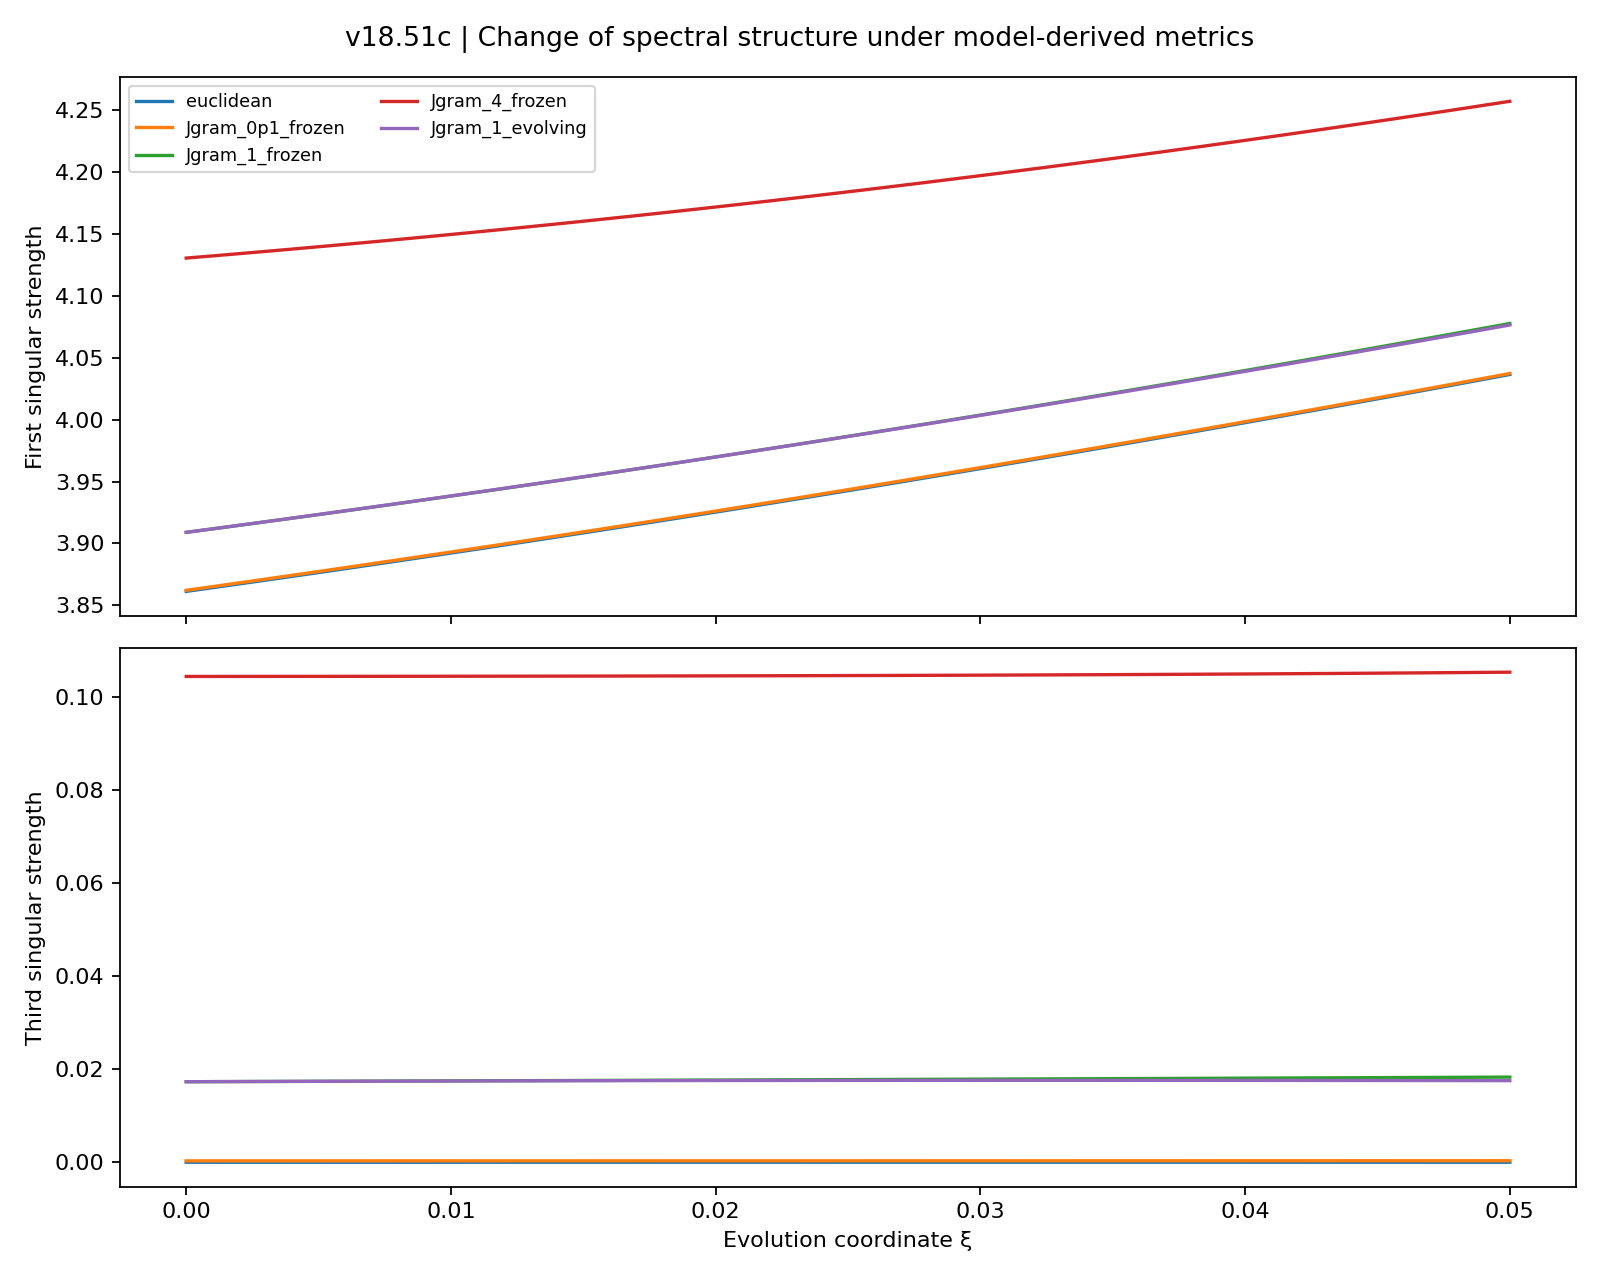 v18.51c | Change of spectral structure under model-derived metrics
4.25
4.20
4.15
4.10
4.05
4.00
3.95
3.90
3.85
First singular strength
euclidean
Jgram_0p1_frozen
Jgram_1_frozen
Jgram_4_frozen
Jgram_1_evolving
0.10
0.08
0.06
0.04
0.02
0.00
Third singular strength
0.00 0.01 0.02 0.03 0.04 0.05
Evolution coordinate ξ